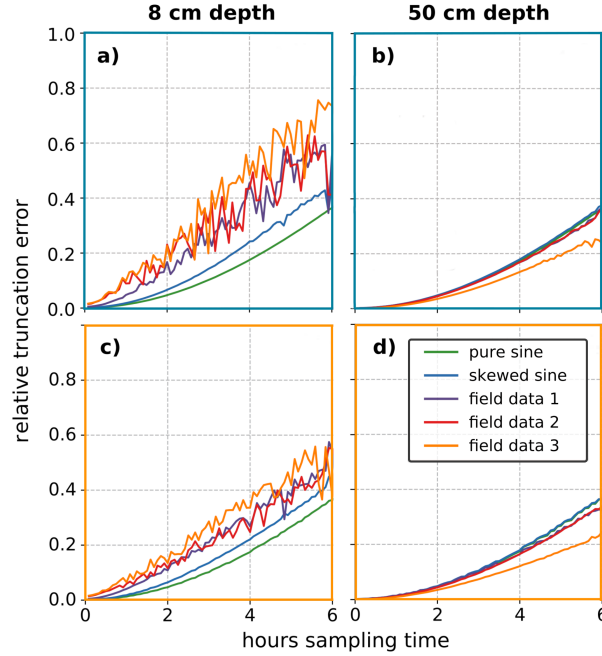 8 cm depth
50 cm depth
relative truncation error
1.0
0.8
0.6
0.4
0.2
0.0
a)
b)
0.8
0.6
0.4
0.2
0.0
c)
d)
pure sine
skewed sine
field data 1
field data 2
field data 3
0 2 4 6
0 2 4 6
hours sampling time